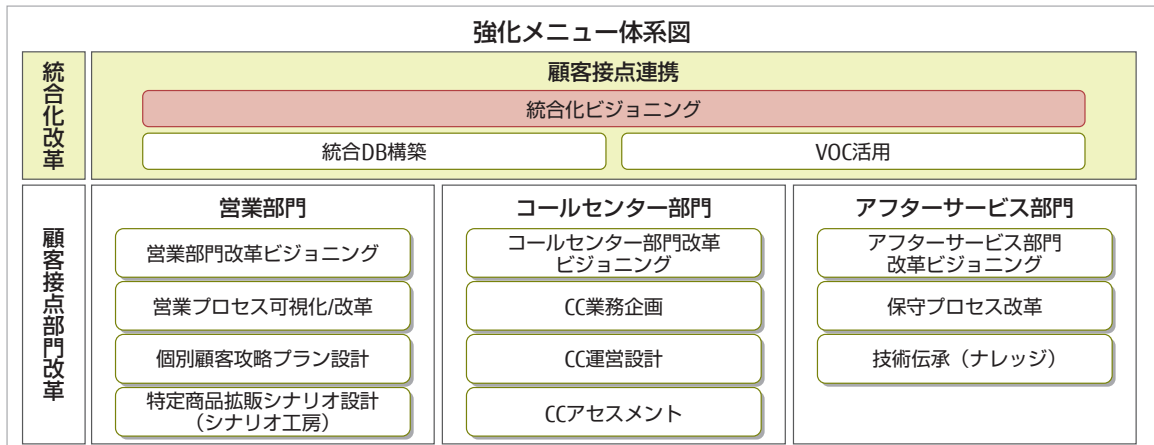 強化メニュー体系図
統合化改革
顧客接点連携
統合化ビジョニング
統合DB構築
VOC活用
顧客接点部門改革
営業部門
営業部門改革ビジョニング
営業プロセス可視化/改革
個別顧客攻略プラン設計
特定商品拡販シナリオ設計
（シナリオ工房）
コールセンター部門
コールセンター部門改革
ビジョニング
CC業務企画
CC運営設計
CCアセスメント
アフターサービス部門
アフターサービス部門
改革ビジョニング
保守プロセス改革
技術伝承（ナレッジ）